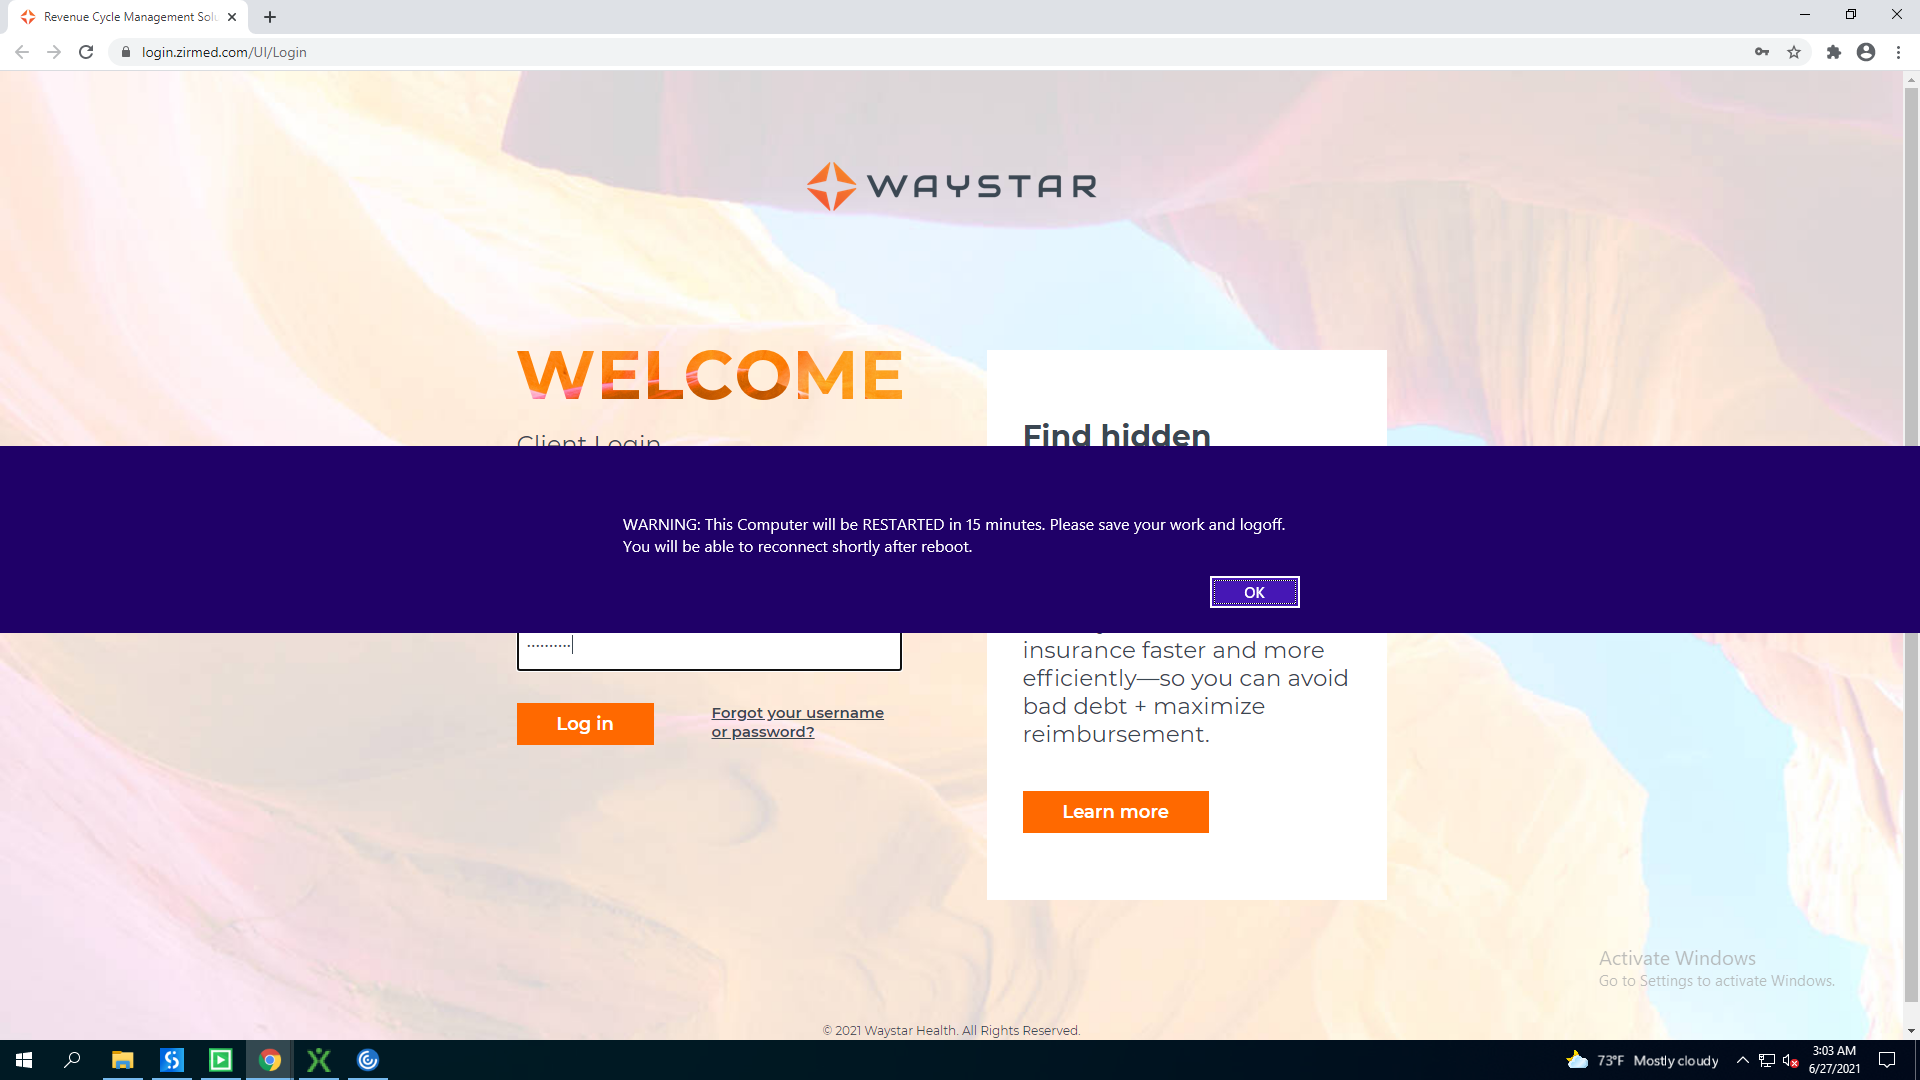 Revenue Cycle Management Solu
login.zirmed.com/UI/Login
WAYSTAR
WELCOME
Client Login
Find hidden
WARNING: This Computer will be RESTARTED in 15 minutes. Please save your work and logoff.
You will be able to reconnect shortly after reboot.
OK
insurance faster and more
efficiently—so you can avoid
bad debt + maximize
reimbursement.
Log in
Forgot your username
or password?
Learn more
Activate Windows
Go to Settings to activate Windows.
© 2021 Waystar Health. All Rights Reserved.
73°F Mostly cloudy
3:03 AM
6/27/2021